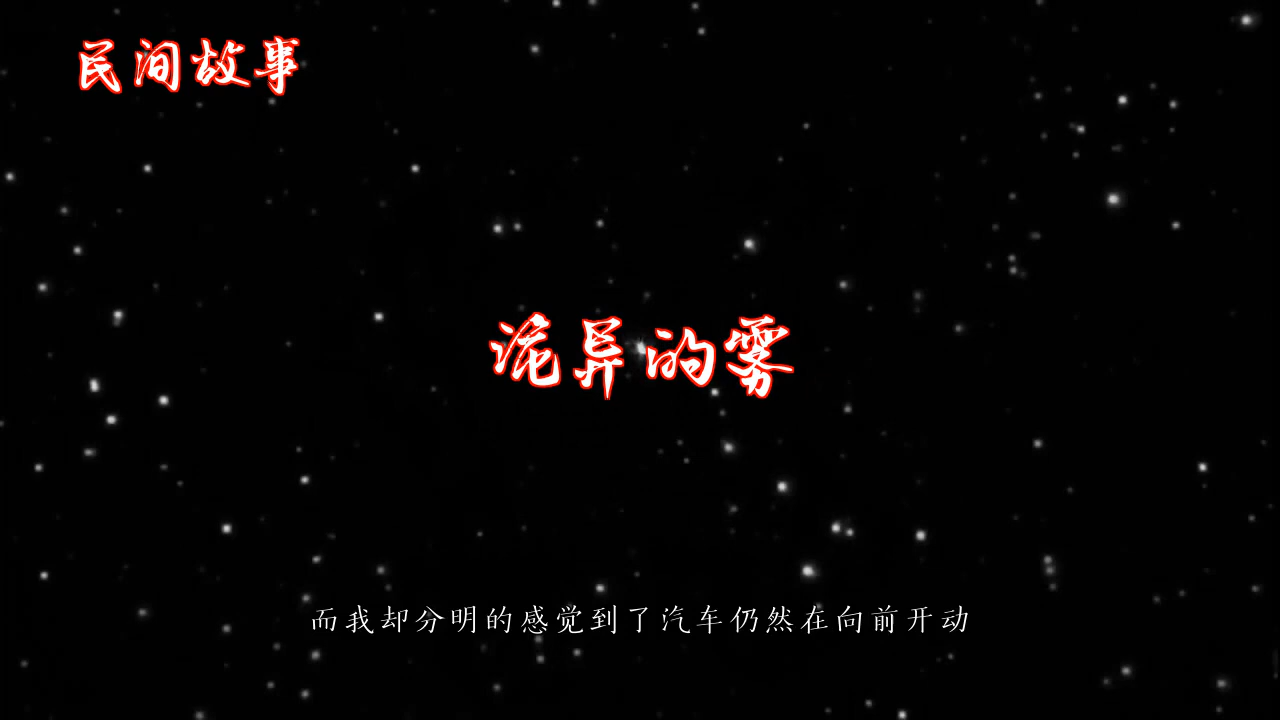 民间故事
诡异的雾
而我却分明的感觉到了汽车仍然在向前开动